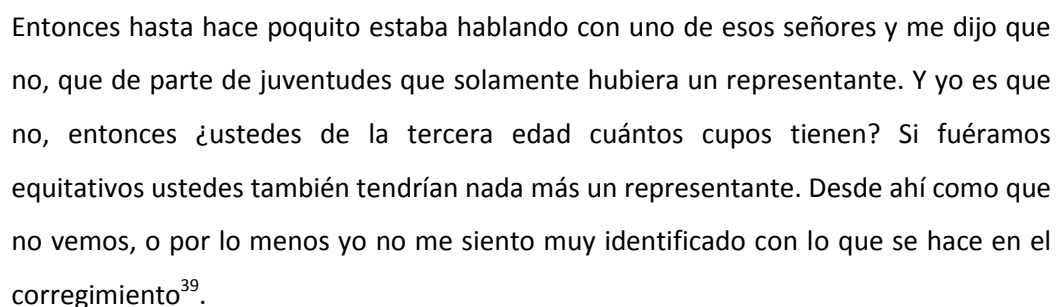 Entonces hasta hace poquito estaba hablando con uno de esos señores y me dijo que
no, que de parte de juventudes que solamente hubiera un representante. Y yo es que
no, entonces ¿ustedes de la tercera edad cuántos cupos tienen? Si fuéramos
equitativos ustedes también tendrían nada más un representante. Desde ahí como que
no vemos, o por lo menos yo no me siento muy identificado con lo que se hace en el
corregimiento³⁹.